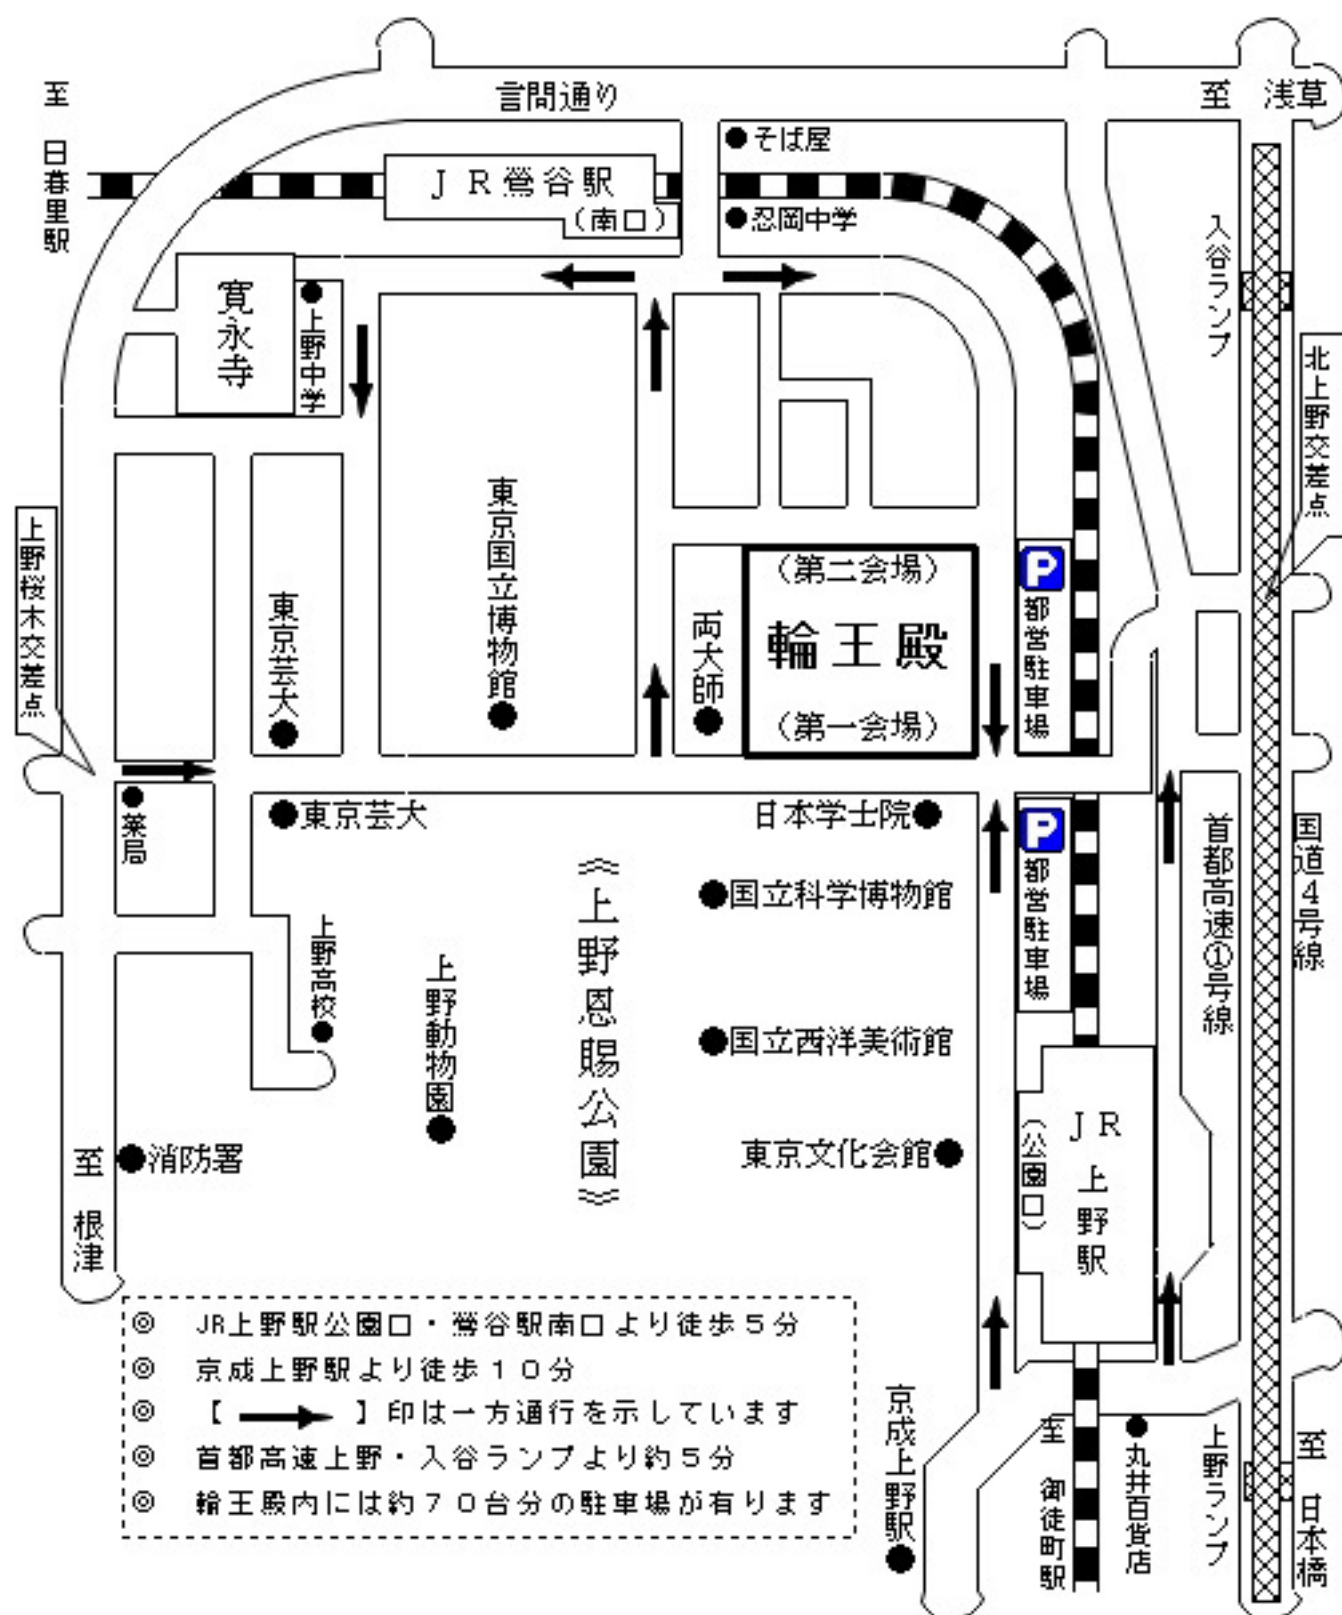 言問通り
至 浅草
至 日暮里駅
そば屋
JR鶯谷駅
(南口)
忍岡中学
入谷ランプ
寛永寺
上野中学
北上野交差点
東京国立博物館
上野桜木交差点
東京芸大
両大師
(第二会場)
輪王殿
(第一会場)
P
都営駐車場
薬局
東京芸大
日本学士院
P
都営駐車場
首都高速①号線
国道4号線
国立科学博物館
《上野恩賜公園》
上野高校
上野動物園
国立西洋美術館
東京文化会館
(公園口)
JR上野駅
消防署
至 根津
◎ JR上野駅公園口・鶯谷駅南口より徒歩5分
◎ 京成上野駅より徒歩10分
◎ 【 → 】印は一方通行を示しています
◎ 首都高速上野・入谷ランプより約5分
◎ 輪王殿内には約70台分の駐車場が有ります
京成上野駅
至 御徒町駅
丸井百貨店
上野ランプ
至 日本橋